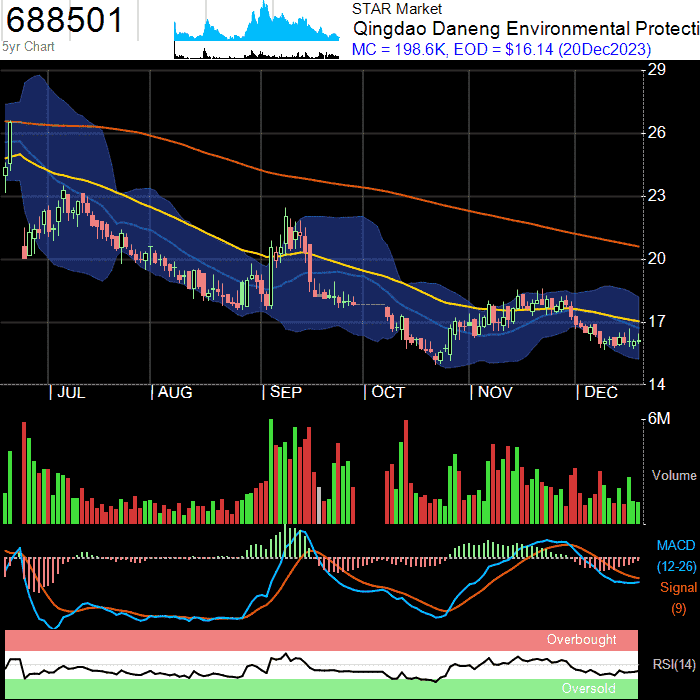 688501
5yr Chart
STAR Market
Qingdao Daneng Environmental Protecti
MC = 198.6K, EOD = $16.14 (20Dec2023)
29
26
23
20
17
14
| JUL | AUG | SEP | OCT | NOV | DEC
6M
Volume
MACD
(12-26)
Signal
(9)
Overbought
RSI(14)
Oversold